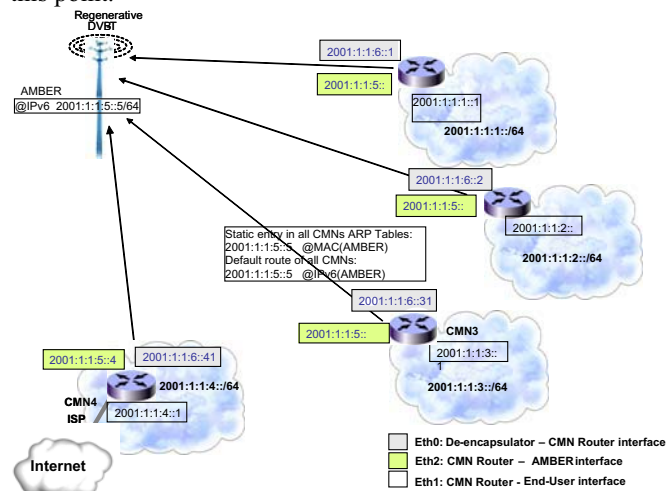 this point.
Regenerative
DVBT
AMBER
@IPv6 2001:1:1:5::5/64
2001:1:1:6::1
2001:1:1:5::
2001:1:1:1::1
2001:1:1:1::/64
2001:1:1:6::2
2001:1:1:5::
2001:1:1:2::
2001:1:1:2::/64
Static entry in all CMNs ARP Tables:
2001:1:1:5::5 @MAC(AMBER)
Default route of all CMNs:
2001:1:1:5::5 @IPv6(AMBER)
2001:1:1:6::31
2001:1:1:5::
CMN3
2001:1:1:3::
1
2001:1:1:3::/64
2001:1:1:5::4
2001:1:1:6::41
2001:1:1:4::/64
CMN4
ISP
2001:1:1:4::1
Internet
Eth0: De-encapsulator – CMN Router interface
Eth2: CMN Router – AMBER interface
Eth1: CMN Router - End-User interface